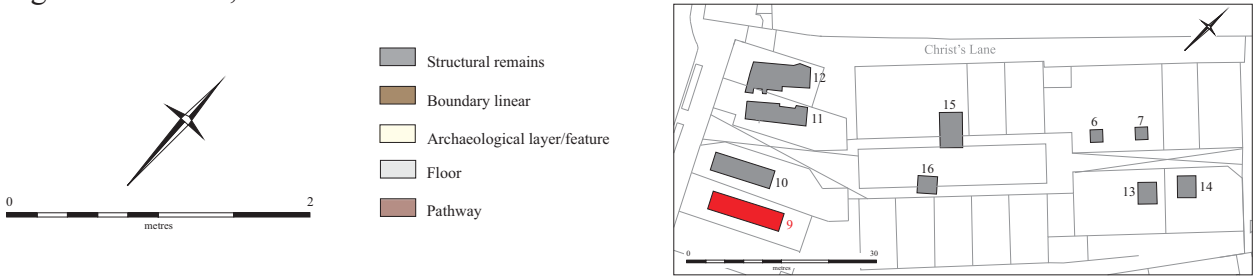 Structural remains
Boundary linear
Archaeological layer/feature
Floor
Pathway
0 2
metres
Christ's Lane
12
11
15
6
7
16
10
13
14
9
0 30
metres